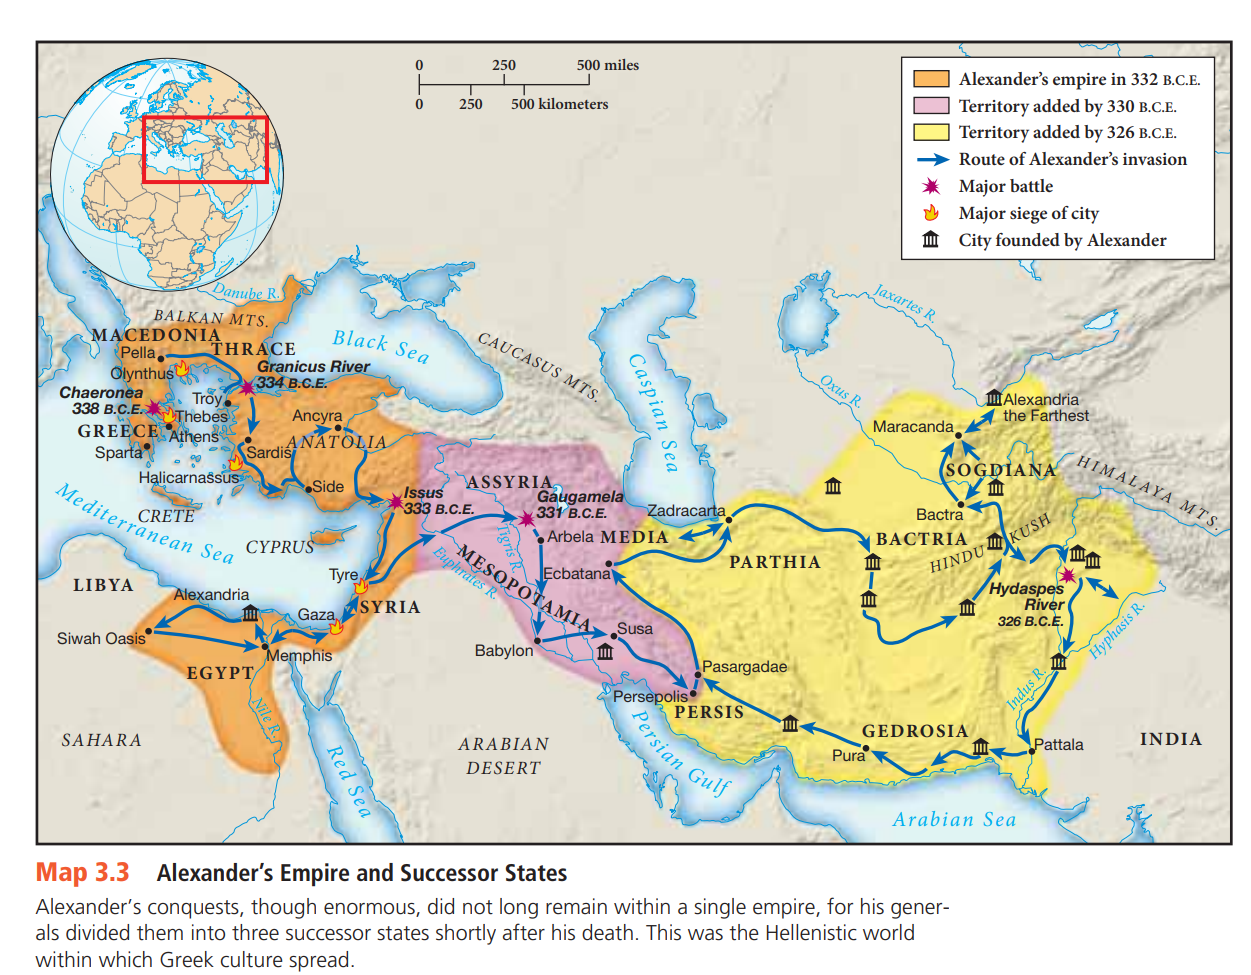 0 250 500 miles
0 250 500 kilometers
Alexander's empire in 332 B.C.E.
Territory added by 330 B.C.E.
Territory added by 326 B.C.E.
Route of Alexander's invasion
Major battle
Major siege of city
City founded by Alexander
Danube R.
BALKAN MTS.
MACEDONIA
Pella
THRACE
Olynthus
Granicus River
334 B.C.E.
Chaeronea
338 B.C.E.
Troy
Thebes
GREECE
Athens
Sparta
Ancyra
ANATOLIA
Sardis
Halicarnassus
Side
Black Sea
CAUCASUS MTS.
Caspian Sea
Jaxartes R.
Oxus R.
Alexandria
the Farthest
Maracanda
SOGDIANA
HIMALAYA MTS.
Mediterranean Sea
CRETE
CYPRUS
Issus
333 B.C.E.
ASSYRIA
Gaugamela
331 B.C.E.
Tigris R.
Arbela
MEDIA
Zadracarta
PARTHIA
Bactra
BACTRIA
HINDU KUSH
Hydaspes
River
326 B.C.E.
Hyphasis R.
LIBYA
Tyre
Euphrates R.
MESOPOTAMIA
Ecbatana
Alexandria
Gaza
SYRIA
Siwah Oasis
Memphis
EGYPT
Nile R.
Babylon
Susa
Pasargadae
Persepolis
PERSIS
Indus R.
SAHARA
Red Sea
ARABIAN
DESERT
Persian Gulf
GEDROSIA
Pura
Pattala
INDIA
Arabian Sea
Map 3.3 Alexander's Empire and Successor States
Alexander's conquests, though enormous, did not long remain within a single empire, for his gener-
als divided them into three successor states shortly after his death. This was the Hellenistic world
within which Greek culture spread.